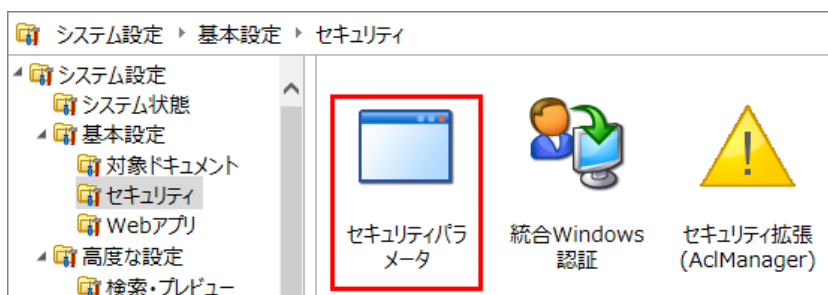 システム設定 ▸ 基本設定 ▸ セキュリティ
システム設定
システム状態
基本設定
対象ドキュメント
セキュリティ
Webアプリ
高度な設定
検索・プレビュー
セキュリティパラ
メータ
統合Windows
認証
セキュリティ拡張
(AclManager)